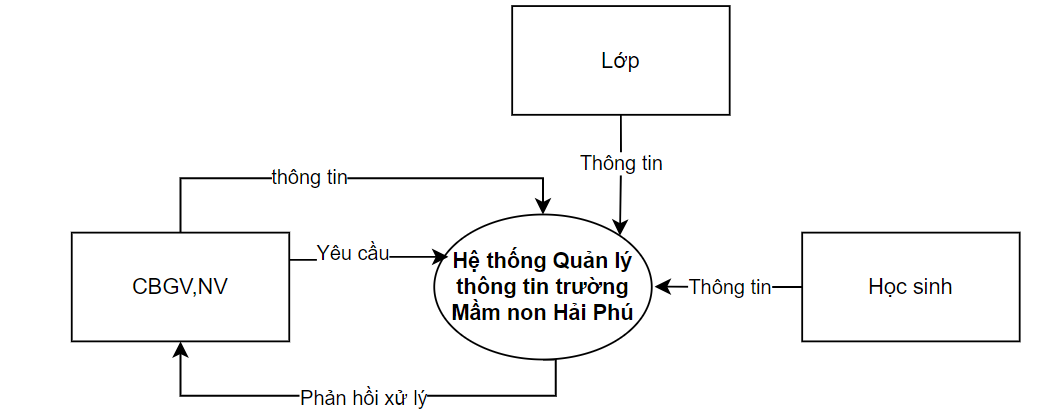 Lớp
Thông tin
thông tin
Yêu cầu
CBGV,NV
Hệ thống Quản lý
thông tin trường
Mầm non Hải Phú
Thông tin
Học sinh
Phản hồi xử lý